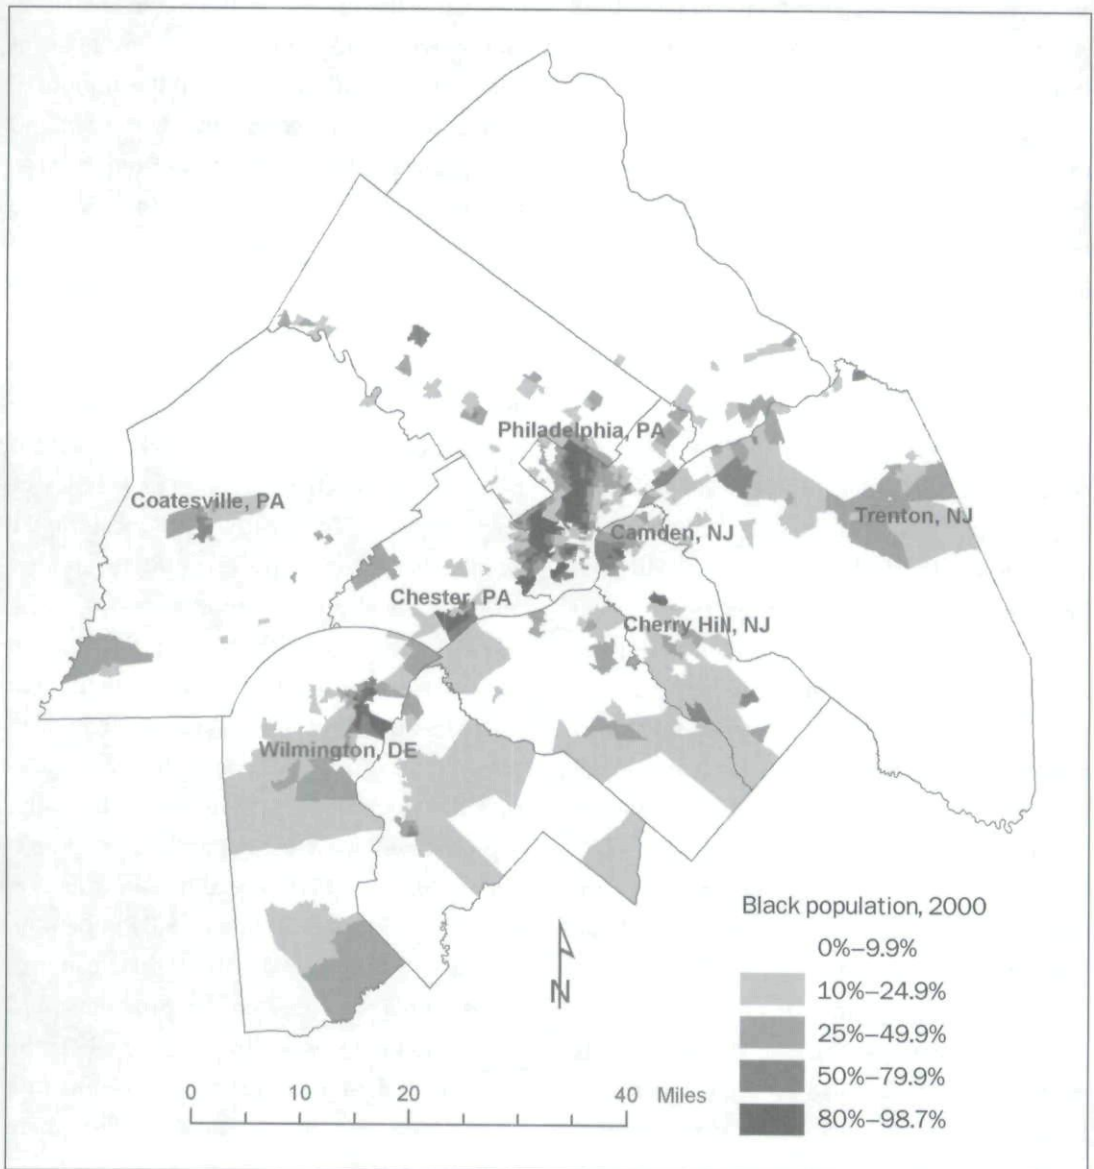 Philadelphia, PA
Coatesville, PA
Trenton, NJ
Camden, NJ
Chester, PA
Cherry Hill, NJ
Wilmington, DE
Black population, 2000
0%–9.9%
10%–24.9%
25%–49.9%
50%–79.9%
80%–98.7%
N
0 10 20 40 Miles